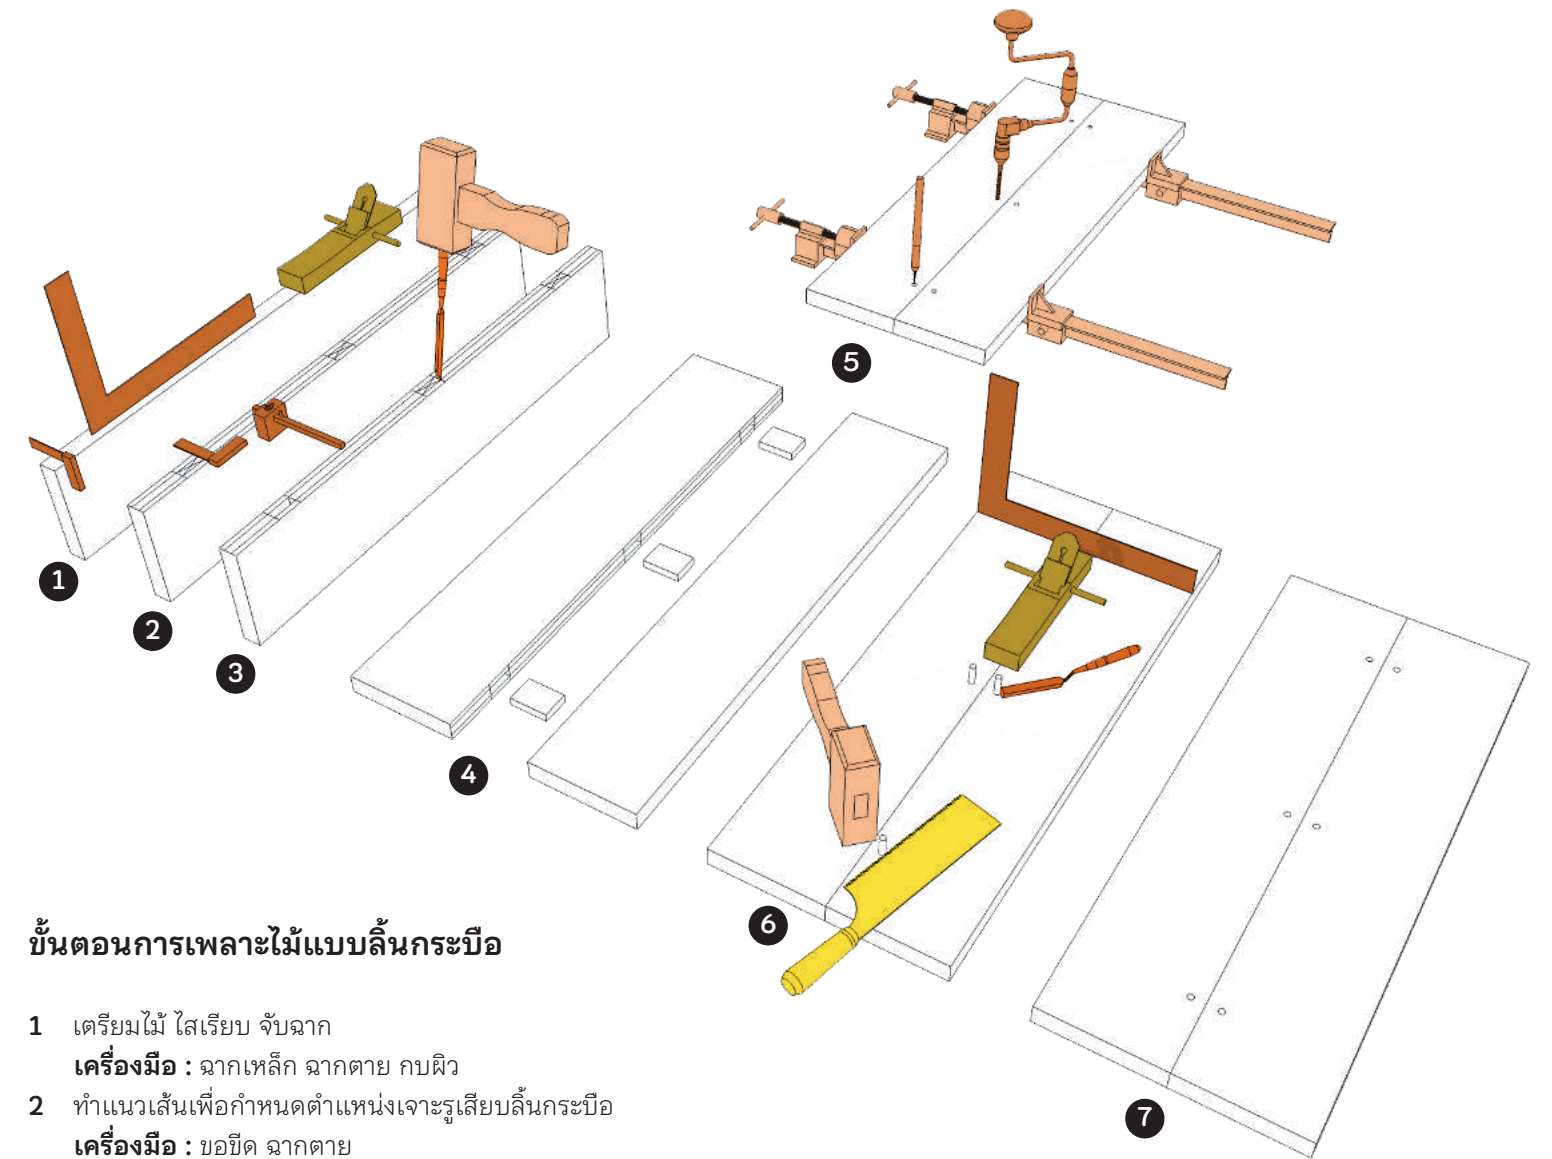 1
2
3
4
5
6
7
ขั้นตอนการเพลาะไม้แบบลิ้นกระบือ
1 เตรียมไม้ ไสเรียบ จับฉาก
เครื่องมือ : ฉากเหล็ก ฉากตาย กบผิว
2 ทำแนวเส้นเพื่อกำหนดตำแหน่งเจาะรูเสียบลิ้นกระบือ
เครื่องมือ : ขอขีด ฉากตาย